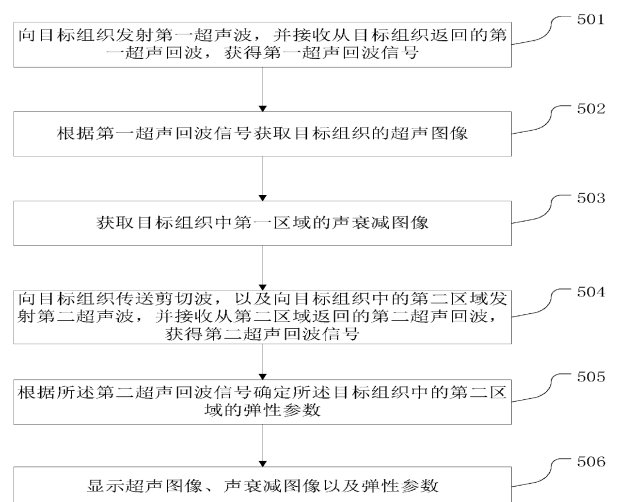 向目标组织发射第一超声波，并接收从目标组织返回的第
一超声回波，获得第一超声回波信号
501
根据第一超声回波信号获取目标组织的超声图像
502
获取目标组织中第一区域的声衰减图像
503
向目标组织传送剪切波，以及向目标组织中的第二区域发
射第二超声波，并接收从第二区域返回的第二超声回波，
获得第二超声回波信号
504
根据所述第二超声回波信号确定所述目标组织中的第二区
域的弹性参数
505
显示超声图像、声衰减图像以及弹性参数
506